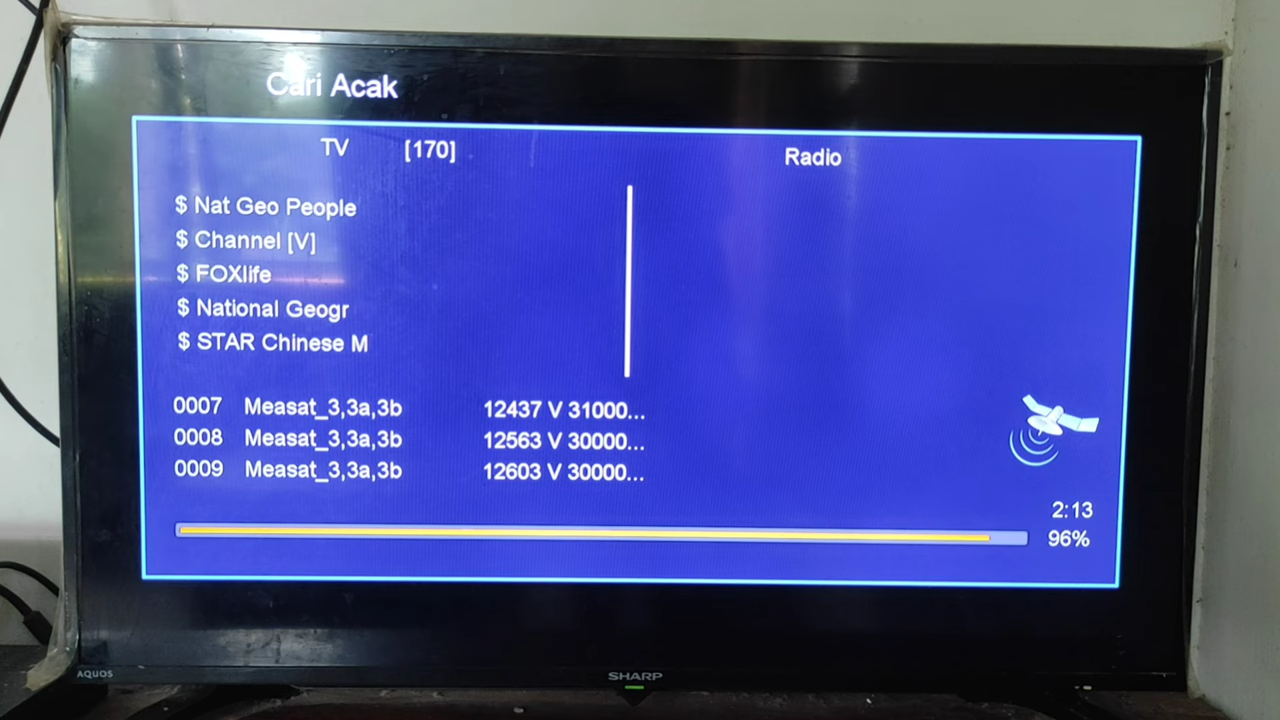 Cari Acak
TV [170] Radio
$ Nat Geo People
$ Channel [V]
$ FOXlife
$ National Geogr
$ STAR Chinese M
0007 Measat_3,3a,3b 12437 V 31000...
0008 Measat_3,3a,3b 12563 V 30000...
0009 Measat_3,3a,3b 12603 V 30000...
2:13
96%
AQUOS
SHARP